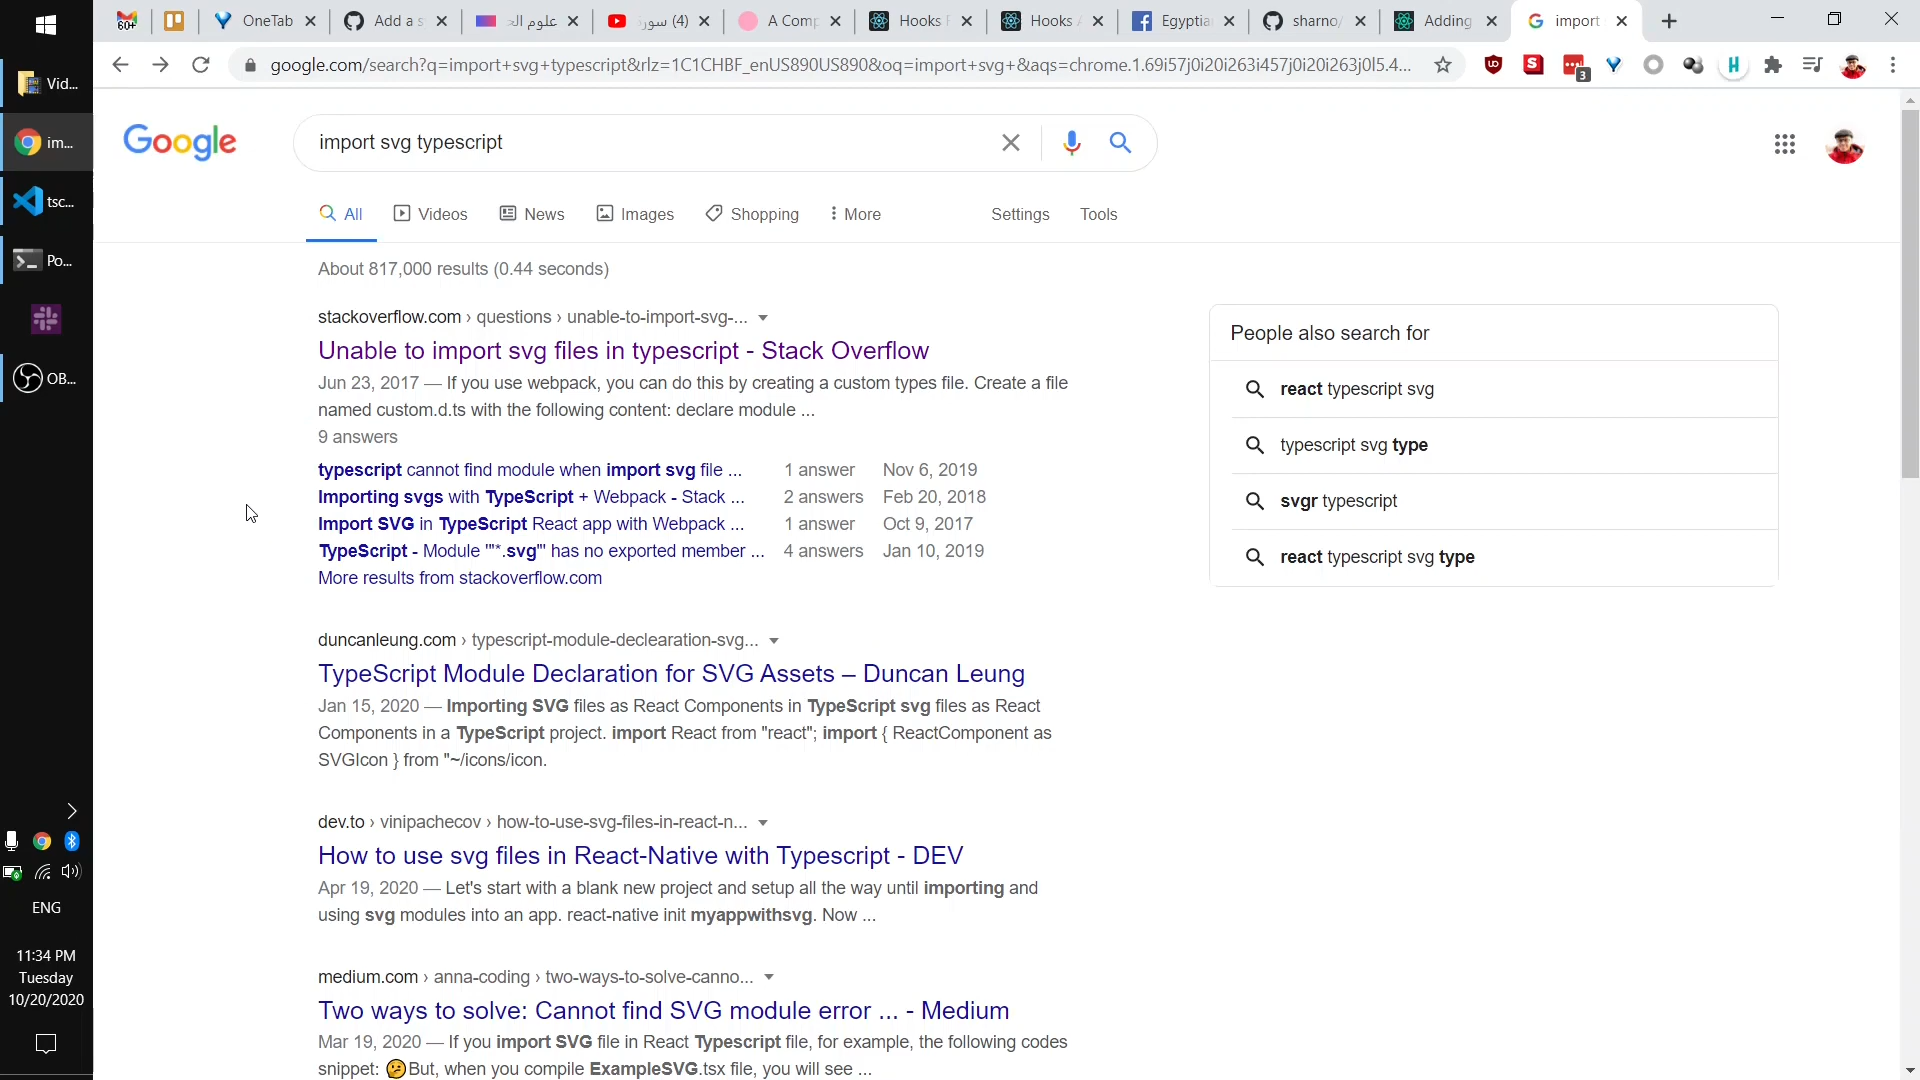 60+
OneTab
Add a s
علوم الح
(4) سورة
A Comp
Hooks
Hooks
Egyptia
sharno/
Adding
import
google.com/search?q=import+svg+typescript&rlz=1C1CHBF_enUS890US890&oq=import+svg+&aqs=chrome.1.69i57j0i20i263i457j0i20i263j0l5.4...
3
Vid...
im...
tsc...
Po...
OB...
ENG
11:34 PM
Tuesday
10/20/2020
Google
import svg typescript
All
Videos
News
Images
Shopping
More
Settings
Tools
About 817,000 results (0.44 seconds)
stackoverflow.com › questions › unable-to-import-svg-...
Unable to import svg files in typescript - Stack Overflow
Jun 23, 2017 — If you use webpack, you can do this by creating a custom types file. Create a file
named custom.d.ts with the following content: declare module ...
9 answers
typescript cannot find module when import svg file ... 1 answer Nov 6, 2019
Importing svgs with TypeScript + Webpack - Stack ... 2 answers Feb 20, 2018
Import SVG in TypeScript React app with Webpack ... 1 answer Oct 9, 2017
TypeScript - Module '"*.svg"' has no exported member ... 4 answers Jan 10, 2019
More results from stackoverflow.com
duncanleung.com › typescript-module-declearation-svg...
TypeScript Module Declaration for SVG Assets – Duncan Leung
Jan 15, 2020 — Importing SVG files as React Components in TypeScript svg files as React
Components in a TypeScript project. import React from "react"; import { ReactComponent as
SVGIcon } from "~/icons/icon.
dev.to › vinipachecov › how-to-use-svg-files-in-react-n...
How to use svg files in React-Native with Typescript - DEV
Apr 19, 2020 — Let's start with a blank new project and setup all the way until importing and
using svg modules into an app. react-native init myappwithsvg. Now ...
medium.com › anna-coding › two-ways-to-solve-canno...
Two ways to solve: Cannot find SVG module error ... - Medium
Mar 19, 2020 — If you import SVG file in React Typescript file, for example, the following codes
snippet: 🤔But, when you compile ExampleSVG.tsx file, you will see ...
People also search for
react typescript svg
typescript svg type
svgr typescript
react typescript svg type